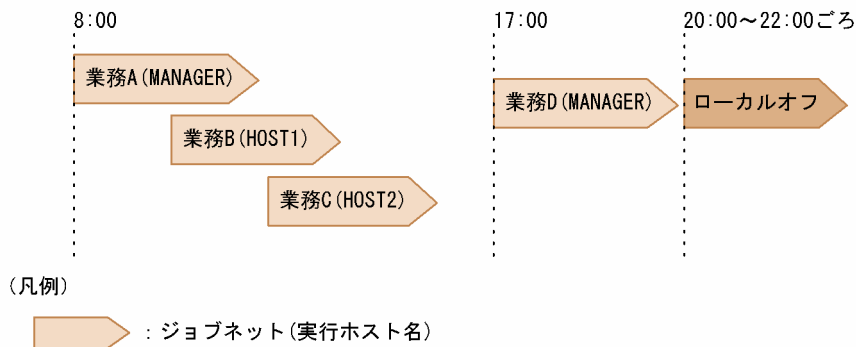 8:00
17:00
20:00～22:00ごろ
業務A(MANAGER)
業務D(MANAGER)
ローカルオフ
業務B(HOST1)
業務C(HOST2)
(凡例)
：ジョブネット(実行ホスト名)